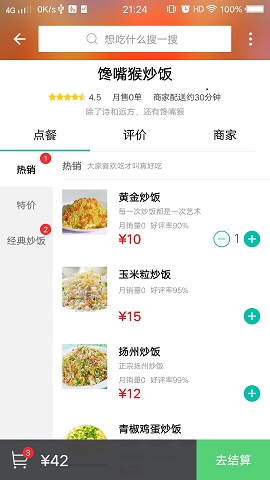 4G 0K/s 21:24 HD 100%
想吃什么搜一搜
馋嘴猴炒饭
4.5 月售0单 商家配送约30分钟
除了诗和远方，还有馋嘴猴
点餐 评价 商家
热销 1
特价
经典炒饭 2
热销 大家喜欢吃才叫真好吃
黄金炒饭
每一次炒饭都是一次艺术
月销量0 好评率90%
¥10 1
玉米粒炒饭
月销量0 好评率95%
¥15
扬州炒饭
正宗扬州炒饭
月销量0 好评率99%
¥12
青椒鸡蛋炒饭
3 ¥42 去结算